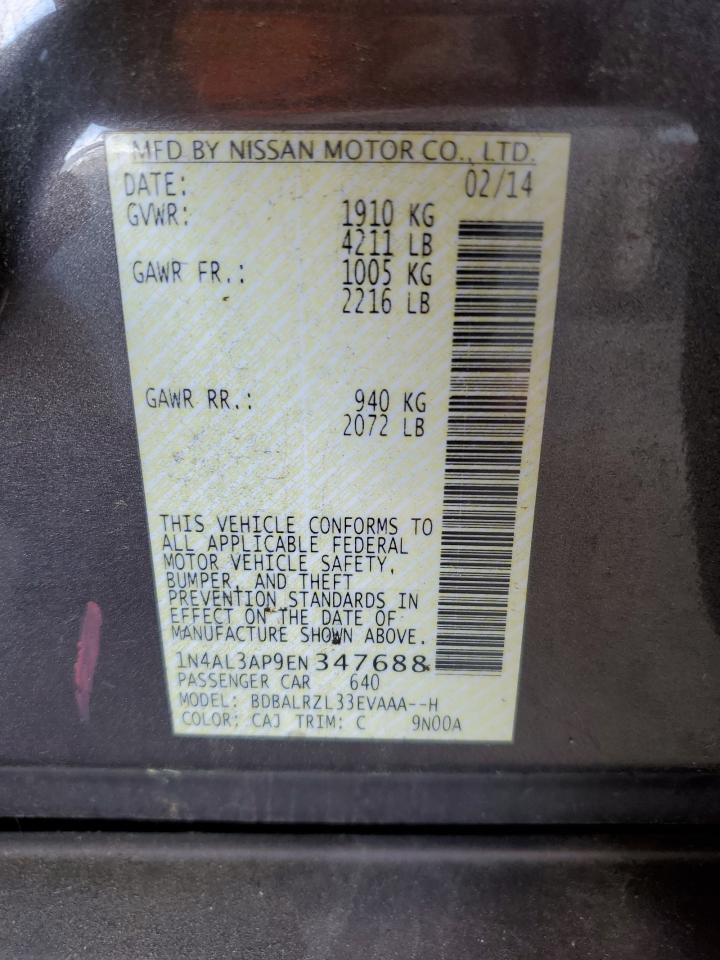 MFD BY NISSAN MOTOR CO., LTD.
DATE: 02/14
GVWR: 1910 KG
4211 LB
GAWR FR.: 1005 KG
2216 LB
GAWR RR.: 940 KG
2072 LB
THIS VEHICLE CONFORMS TO
ALL APPLICABLE FEDERAL
MOTOR VEHICLE SAFETY,
BUMPER, AND THEFT
PREVENTION STANDARDS IN
EFFECT ON THE DATE OF
MANUFACTURE SHOWN ABOVE.
1N4AL3AP9EN347688
PASSENGER CAR 640
MODEL: BDBALRZL33EVAAA--H
COLOR: CAJ TRIM: C 9N00A